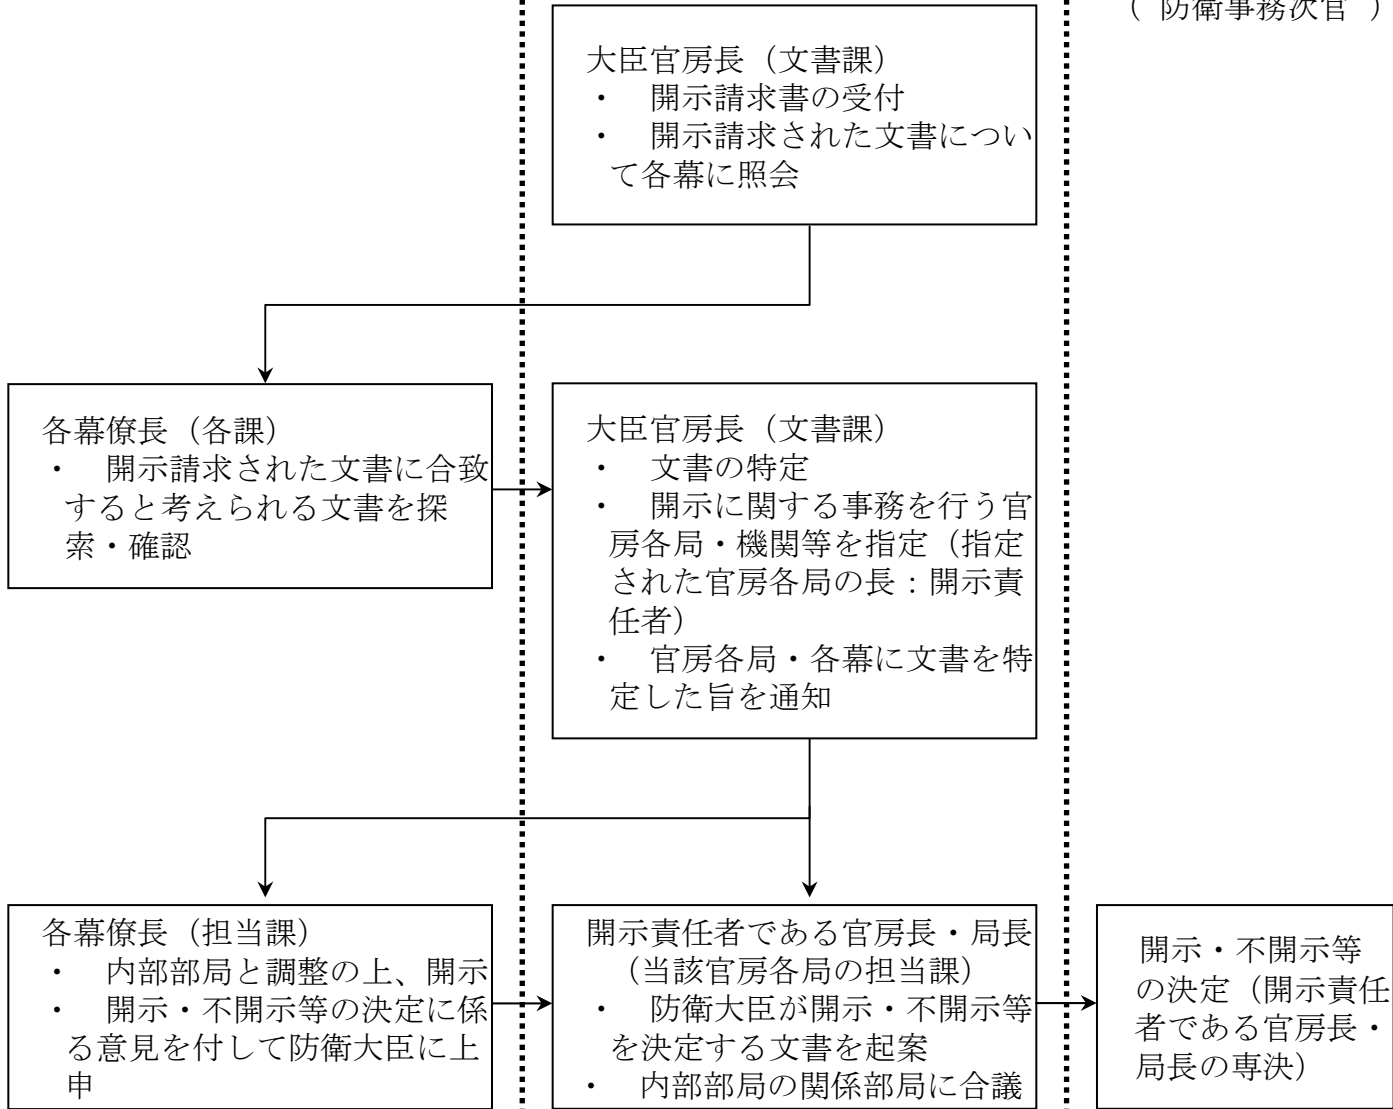 （ 防衛事務次官 ）
大臣官房長（文書課）
・ 開示請求書の受付
・ 開示請求された文書につい
て各幕に照会
各幕僚長（各課）
・ 開示請求された文書に合致
すると考えられる文書を探
索・確認
大臣官房長（文書課）
・ 文書の特定
・ 開示に関する事務を行う官
房各局・機関等を指定（指定
された官房各局の長：開示責
任者）
・ 官房各局・各幕に文書を特
定した旨を通知
各幕僚長（担当課）
・ 内部部局と調整の上、開示
・ 開示・不開示等の決定に係
る意見を付して防衛大臣に上
申
開示責任者である官房長・局長
（当該官房各局の担当課）
・ 防衛大臣が開示・不開示等
を決定する文書を起案
・ 内部部局の関係部局に合議
開示・不開示等
の決定（開示責任
者である官房長・
局長の専決）